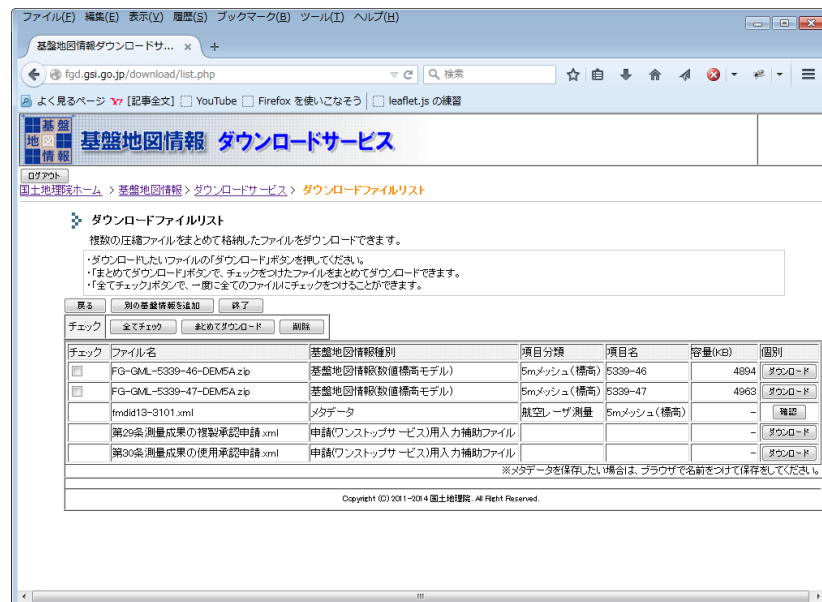 ファイル(F) 編集(E) 表示(V) 履歴(S) ブックマーク(B) ツール(T) ヘルプ(H)
基盤地図情報ダウンロードサ... × +
fgd.gsi.go.jp/download/list.php 検索
よく見るページ [記事全文] YouTube Firefox を使いこなそう leaflet.js の練習
基盤地図情報 基盤地図情報 ダウンロードサービス
ログアウト
国土地理院ホーム > 基盤地図情報 > ダウンロードサービス > ダウンロードファイルリスト
ダウンロードファイルリスト
複数の圧縮ファイルをまとめて格納したファイルをダウンロードできます。
・ダウンロードしたいファイルの「ダウンロード」ボタンを押してください。
・「まとめてダウンロード」ボタンで、チェックをつけたファイルをまとめてダウンロードできます。
・「全てチェック」ボタンで、一度に全てのファイルにチェックをつけることができます。
戻る 別の基盤情報を追加 終了
チェック 全てチェック まとめてダウンロード 削除
チェック ファイル名 基盤地図情報種別 項目分類 項目名 容量(KB) 個別
FG-GML-5339-46-DEM5A.zip 基盤地図情報(数値標高モデル) 5mメッシュ(標高) 5339-46 4894 ダウンロード
FG-GML-5339-47-DEM5A.zip 基盤地図情報(数値標高モデル) 5mメッシュ(標高) 5339-47 4963 ダウンロード
fmdid13-3101.xml メタデータ 航空レーザ測量 5mメッシュ(標高) - 確認
第29条測量成果の複製承認申請.xml 申請(ワンストップサービス)用入力補助ファイル - ダウンロード
第30条測量成果の使用承認申請.xml 申請(ワンストップサービス)用入力補助ファイル - ダウンロード
※メタデータを保存したい場合は、ブラウザで名前をつけて保存をしてください。
Copyright (C) 2011-2014 国土地理院. All Right Reserved.